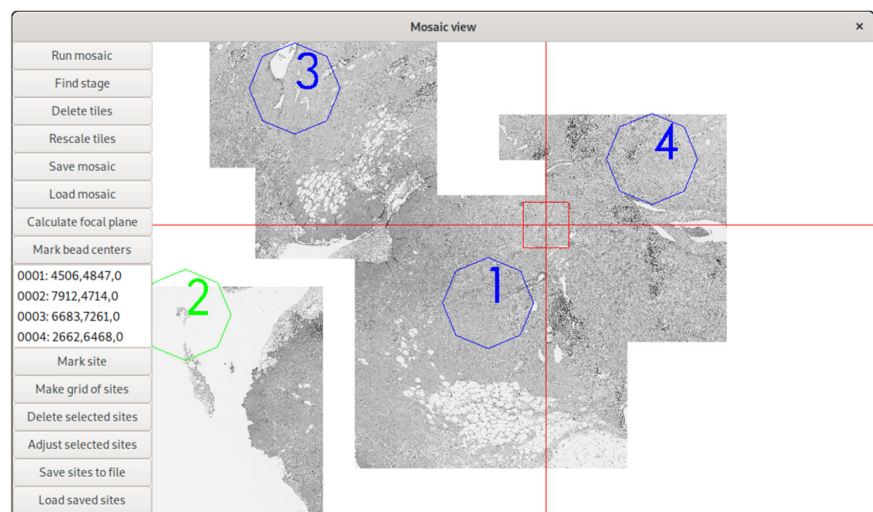 Mosaic view
×
Run mosaic
Find stage
Delete tiles
Rescale tiles
Save mosaic
Load mosaic
Calculate focal plane
Mark bead centers
0001: 4506,4847,0
0002: 7912,4714,0
0003: 6683,7261,0
0004: 2662,6468,0
Mark site
Make grid of sites
Delete selected sites
Adjust selected sites
Save sites to file
Load saved sites
3
4
1
2